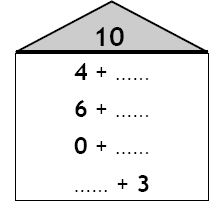 10
4 + ......
6 + ......
0 + ......
...... + 3